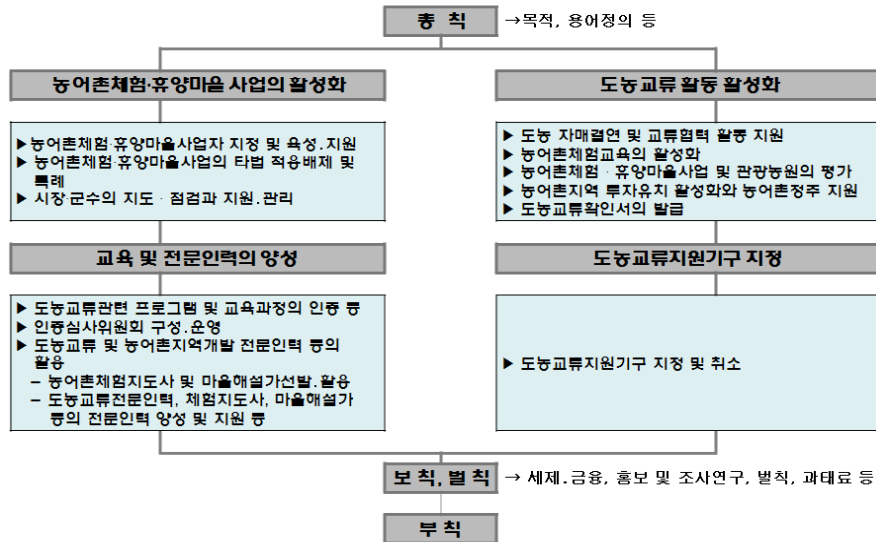 총 칙 →목적, 용어정의 등
농어촌체험·휴양마을 사업의 활성화
▶농어촌체험·휴양마을사업자 지정 및 육성.지원
▶ 농어촌체험·휴양마을사업의 타법 적용배제 및
특례
▶ 시장·군수의 지도 · 점검과 지원.관리
도농교류 활동 활성화
▶ 도농 자매결연 및 교류협력 활동 지원
▶ 농어촌체험교육의 활성화
▶ 농어촌체험 · 휴양마을사업 및 관광농원의 평가
▶ 농어촌지역 투자유치 활성화와 농어촌정주 지원
▶ 도농교류확인서의 발급
교육 및 전문인력의 양성
▶ 도농교류관련 프로그램 및 교육과정의 인증 등
▶ 인증심사위원회 구성.운영
▶ 도농교류 및 농어촌지역개발 전문인력 등의
활용
– 농어촌체험지도사 및 마을해설가선발.활용
– 도농교류전문인력, 체험지도사, 마을해설가
등의 전문인력 양성 및 지원 등
도농교류지원기구 지정
▶ 도농교류지원기구 지정 및 취소
보 칙, 벌 칙 → 세제.금융, 홍보 및 조사연구, 벌칙, 과태료 등
부 칙